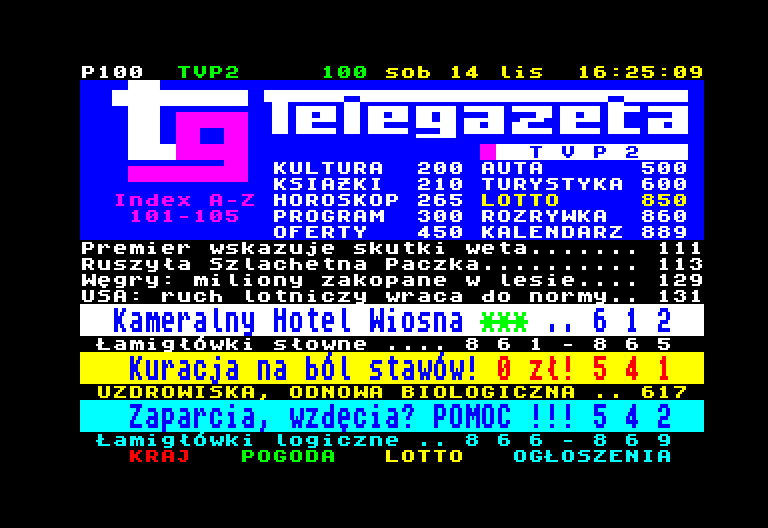 P100 TVP2 100 sob 14 lis 16:25:09
tg Telegazeta
TVP2
KULTURA 200 AUTA 500
KSIĄŻKI 210 TURYSTYKA 600
Index A-Z HOROSKOP 265 LOTTO 850
101-105 PROGRAM 300 ROZRYWKA 860
OFERTY 450 KALENDARZ 889
Premier wskazuje skutki weta....... 111
Ruszyła Szlachetna Paczka.......... 113
Węgry: miliony zakopane w lesie.... 129
USA: ruch lotniczy wraca do normy.. 131
Kameralny Hotel Wiosna *** .. 6 1 2
Łamigłówki słowne .... 8 6 1 - 8 6 5
Kuracja na ból stawów! 0 zł! 5 4 1
UZDROWISKA, ODNOWA BIOLOGICZNA .. 617
Zaparcia, wzdęcia? POMOC !!! 5 4 2
Łamigłówki logiczne .. 8 6 6 - 8 6 9
KRAJ POGODA LOTTO OGŁOSZENIA